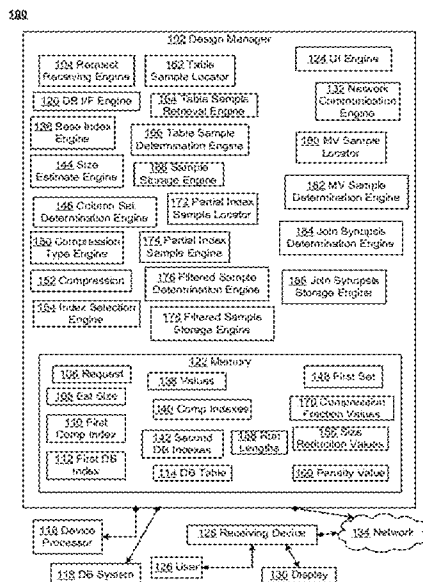 100
102 Design Manager
104 Request Receiving Engine
162 Table Sample Locator
124 UI Engine
120 DB I/F Engine
164 Table Sample Retrieval Engine
132 Network Communication Engine
136 Base Index Engine
166 Table Sample Determination Engine
180 MV Sample Locator
144 Size Estimate Engine
168 Sample Storage Engine
182 MV Sample Determination Engine
146 Column Set Determination Engine
172 Partial Index Sample Locator
184 Join Synopsis Determination Engine
150 Compression Type Engine
174 Partial Index Sample Engine
152 Compression
176 Filtered Sample Determination Engine
186 Join Synopsis Storage Engine
154 Index Selection Engine
178 Filtered Sample Storage Engine
122 Memory
106 Request
138 Values
148 First Set
108 Est Size
140 Comp Indexes
170 Compression Fraction Values
110 First Comp Index
142 Second DB Indexes
158 Run Lengths
156 Size Reduction Values
112 First DB Index
114 DB Table
160 Penalty Value
116 Device Processor
128 Receiving Device
134 Network
118 DB System
126 User
130 Display